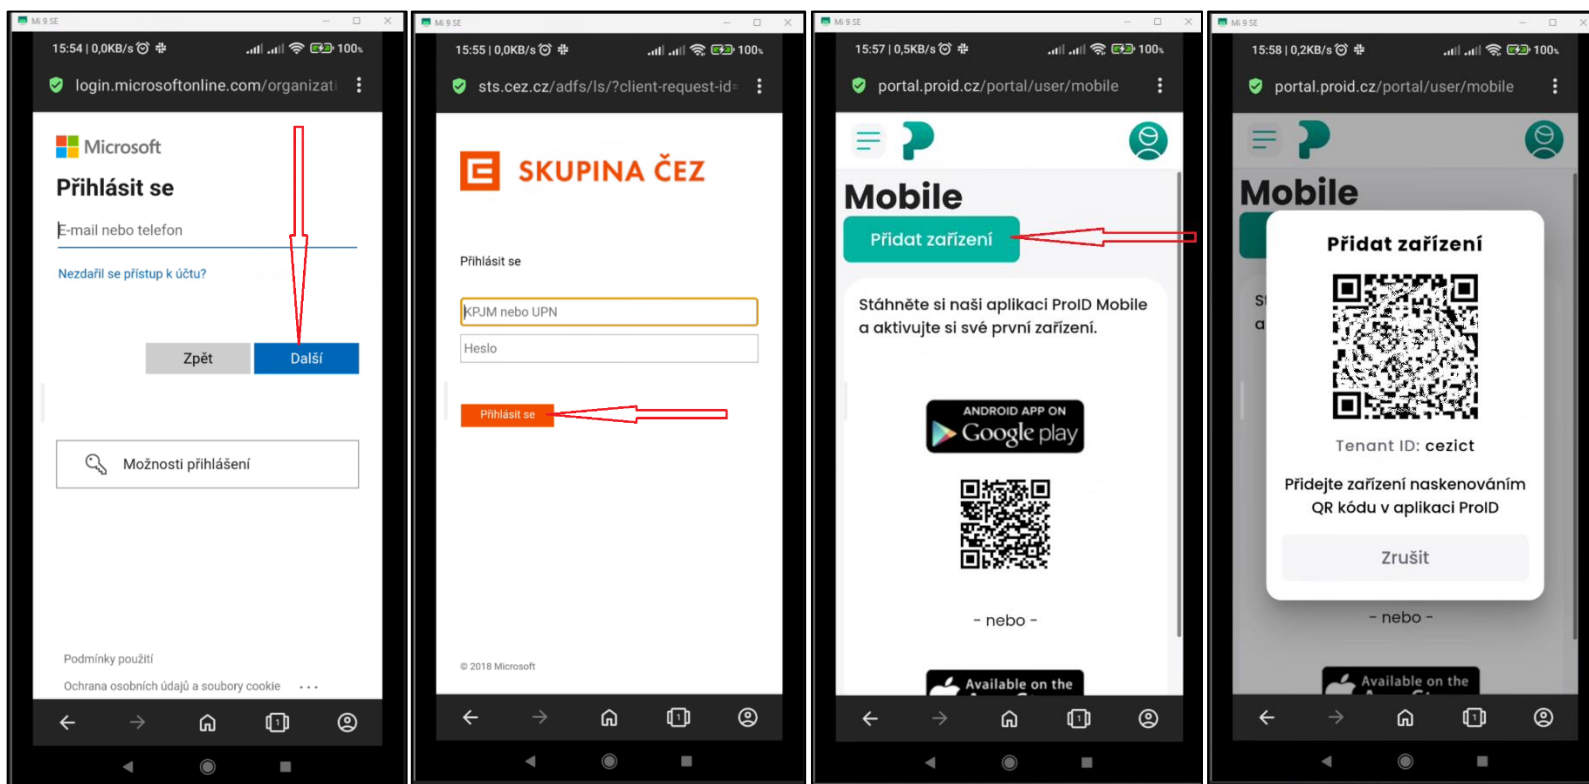 Mi 9 SE
15:54 | 0,0KB/s
100%
login.microsoftonline.com/organizati
Microsoft
Přihlásit se
E-mail nebo telefon
Nezdařil se přístup k účtu?
Zpět
Další
Možnosti přihlášení
Podmínky použití
Ochrana osobních údajů a soubory cookie
...
1
Mi 9 SE
15:55 | 0,0KB/s
100%
sts.cez.cz/adfs/ls/?client-request-id=
SKUPINA ČEZ
Přihlásit se
KPJM nebo UPN
Heslo
Přihlásit se
© 2018 Microsoft
1
Mi 9 SE
15:57 | 0,5KB/s
100%
portal.proid.cz/portal/user/mobile
Mobile
Přidat zařízení
Stáhněte si naši aplikaci ProID Mobile
a aktivujte si své první zařízení.
ANDROID APP ON
Google play
- nebo -
Available on the
1
Mi 9 SE
15:58 | 0,2KB/s
100%
portal.proid.cz/portal/user/mobile
Mobile
Přidat zařízení
Tenant ID: cezict
Přidejte zařízení naskenováním
QR kódu v aplikaci ProID
Zrušit
- nebo -
Available on the
1